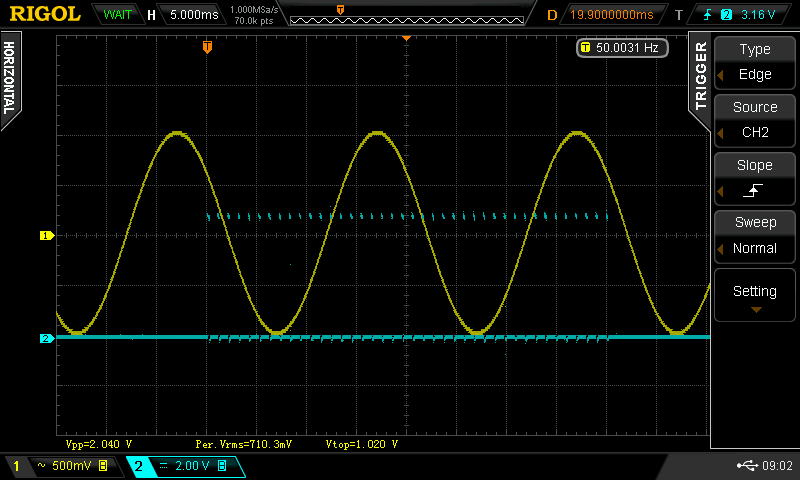 RIGOL WAIT H 5.000ms 1.000MSa/s 70.0k pts T D 19.9000000ms T 2 3.16 V
HORIZONTAL
T
T 50.0031 Hz
TRIGGER
Type
Edge
Source
CH2
Slope
Sweep
Normal
Setting
1
2
Vpp=2.040 V Per.Vrms=710.3mV Vtop=1.020 V
1 ~ 500mV B 2 2.00 V B 09:02